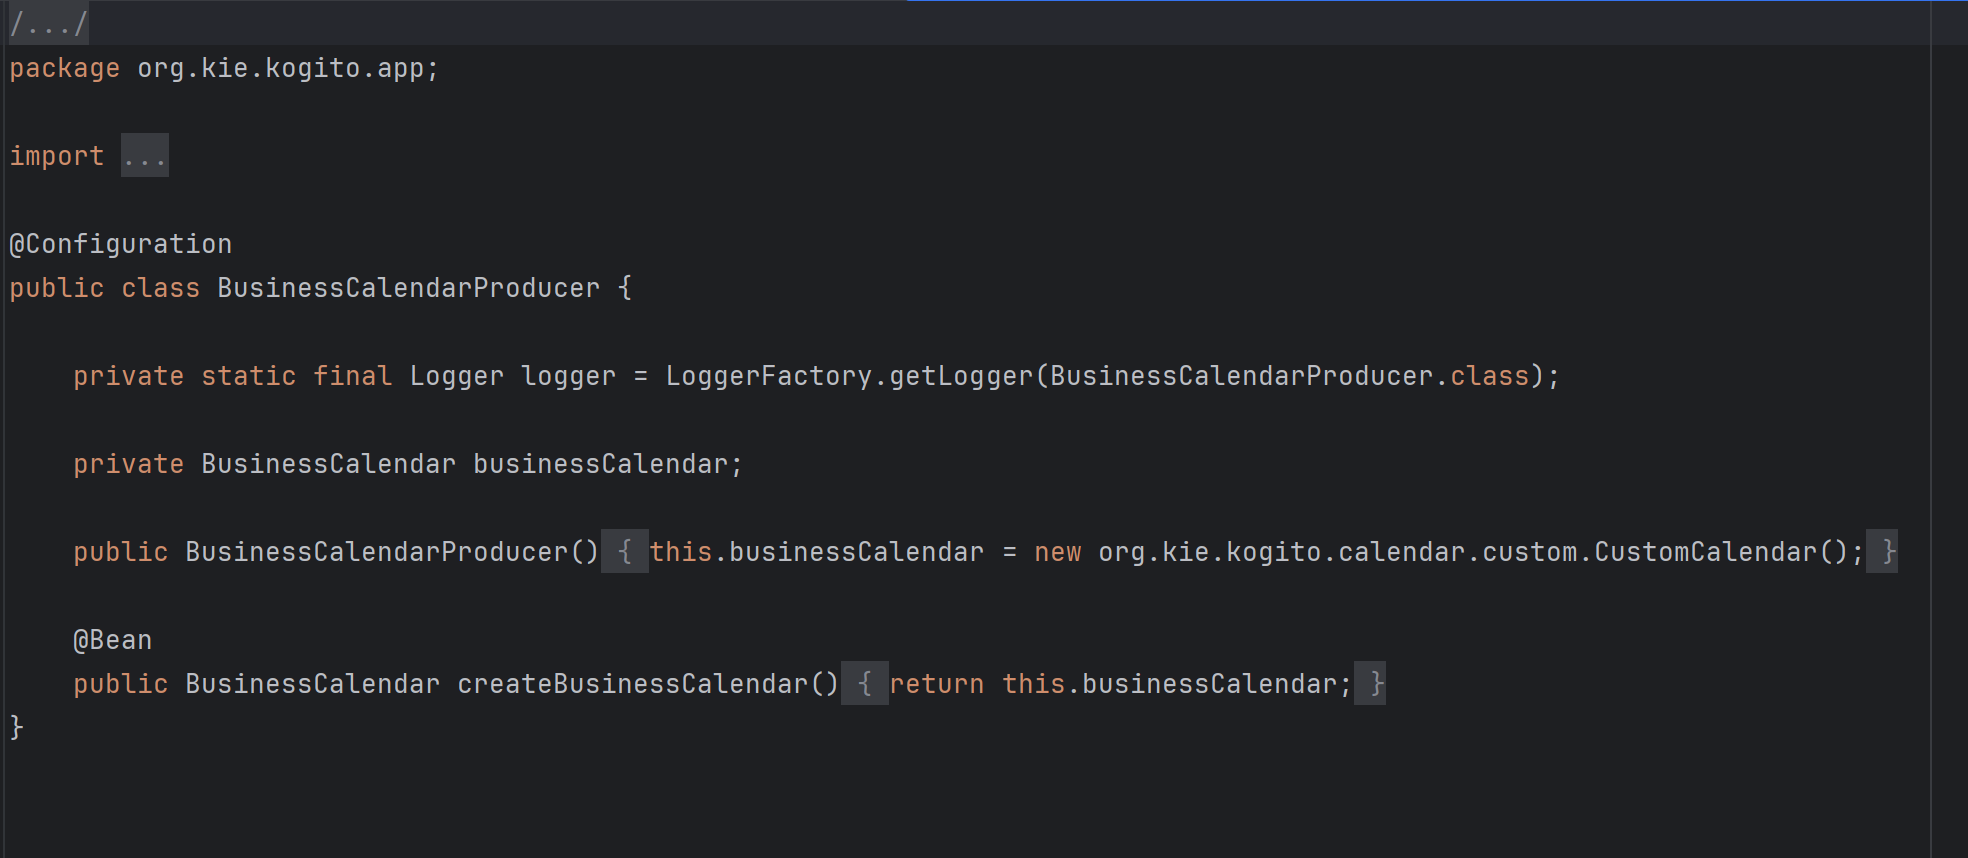 /.../
package org.kie.kogito.app;
import ...
@Configuration
public class BusinessCalendarProducer {
private static final Logger logger = LoggerFactory.getLogger(BusinessCalendarProducer.class);
private BusinessCalendar businessCalendar;
public BusinessCalendarProducer() { this.businessCalendar = new org.kie.kogito.calendar.custom.CustomCalendar(); }
@Bean
public BusinessCalendar createBusinessCalendar() { return this.businessCalendar; }
}